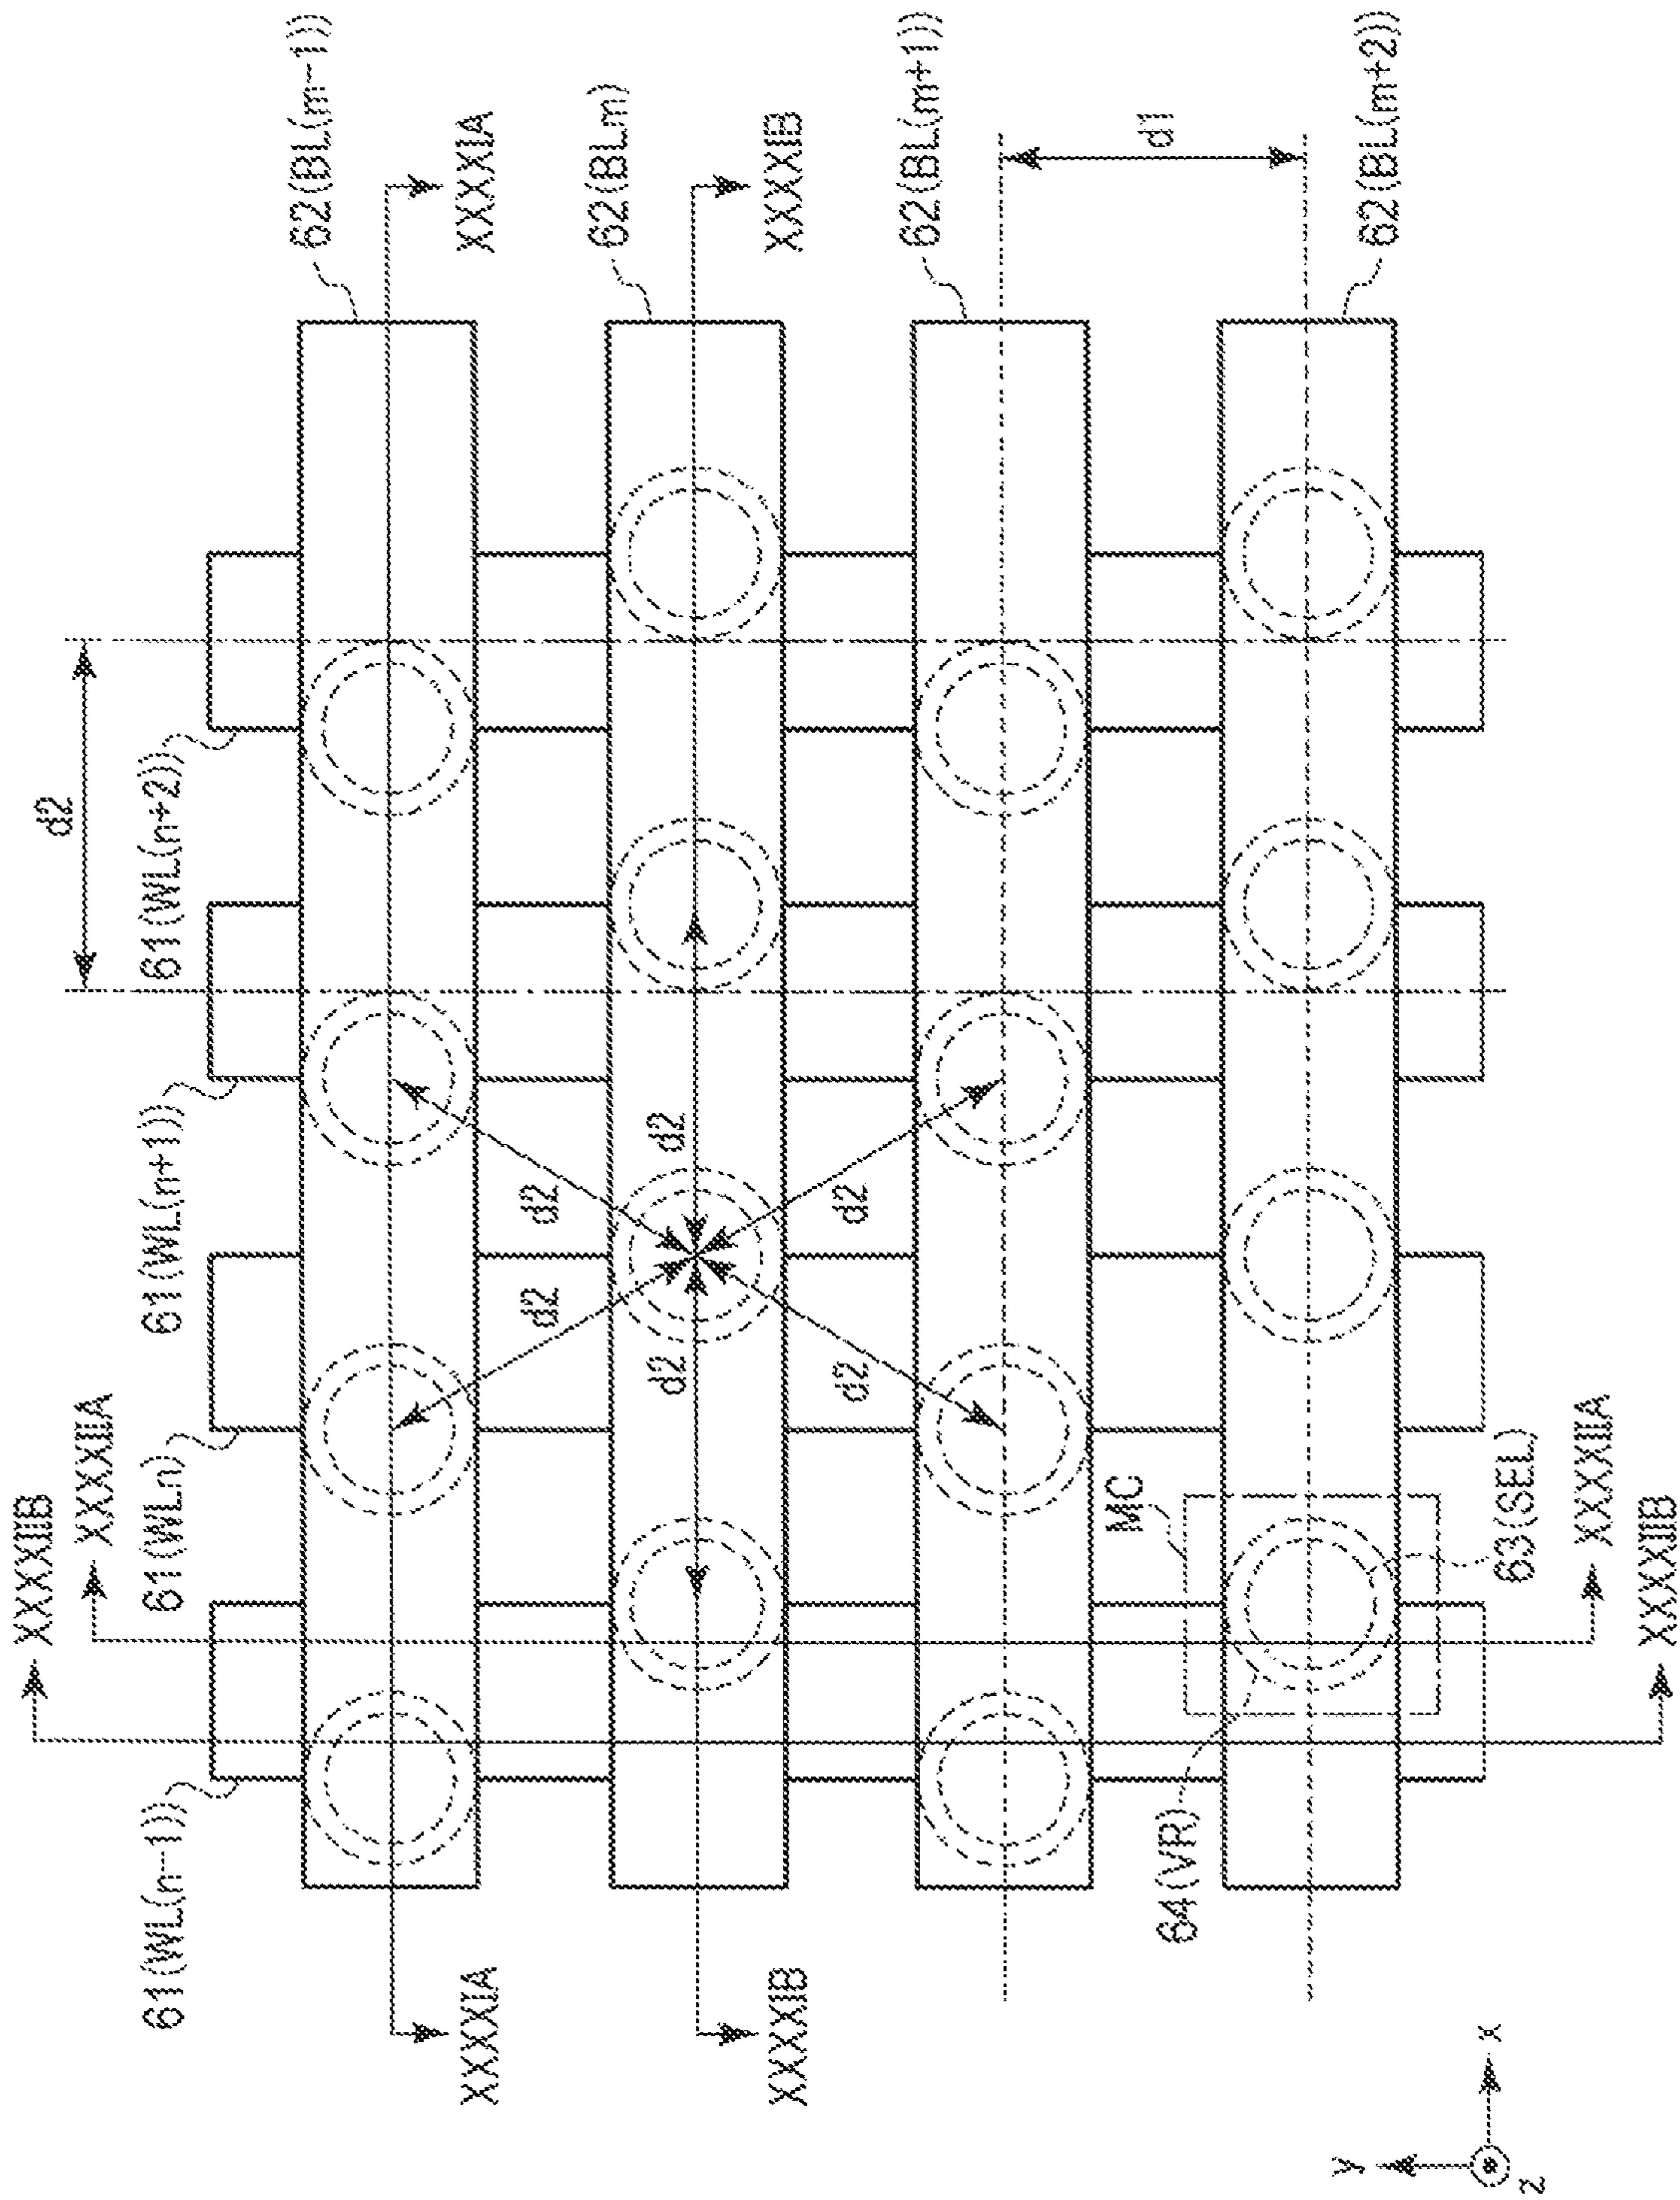 XXXXIIB
XXXXIIA
61(WL(n-1))
61(WLn)
61(WL(n+1))
61(WL(n+2))
d2
62(BL(m-1))
XXXXIA
XXXXIA
d2
d2
62(BLm)
XXXXIB
XXXXIB
d2
d2
d2
d2
62(BL(m+1))
d1
MC
64(VR)
63(SEL)
62(BL(m+2))
XXXXIIA
XXXXIIB
y
x
z